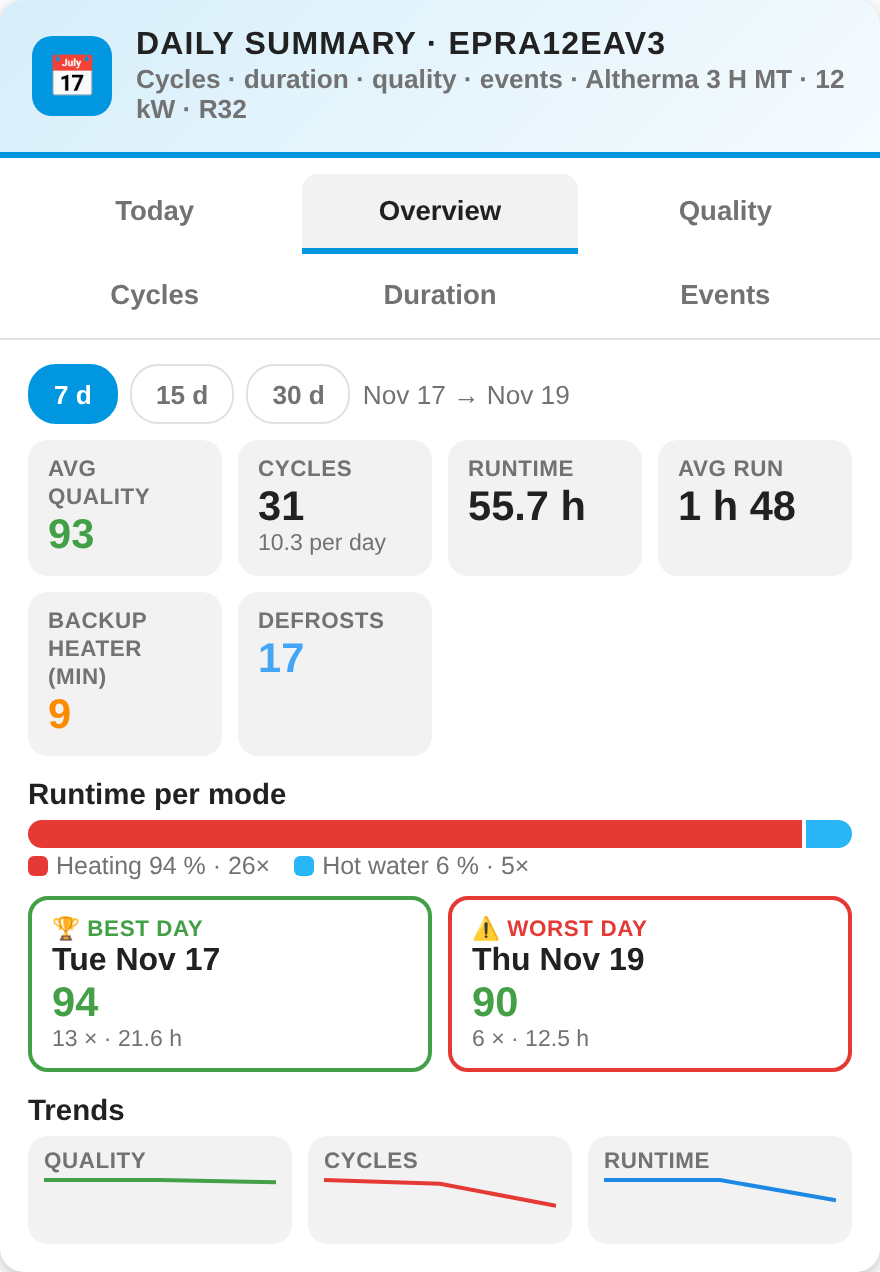 July
17
DAILY SUMMARY · EPRA12EAV3
Cycles · duration · quality · events · Altherma 3 H MT · 12
kW · R32
Today
Overview
Quality
Cycles
Duration
Events
7 d
15 d
30 d
Nov 17 → Nov 19
AVG
QUALITY
93
CYCLES
31
10.3 per day
RUNTIME
55.7 h
AVG RUN
1 h 48
BACKUP
HEATER
(MIN)
9
DEFROSTS
17
Runtime per mode
Heating 94 % · 26×
Hot water 6 % · 5×
🏆 BEST DAY
Tue Nov 17
94
13 × · 21.6 h
⚠️ WORST DAY
Thu Nov 19
90
6 × · 12.5 h
Trends
QUALITY
CYCLES
RUNTIME